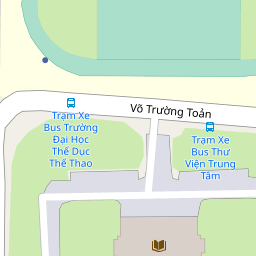 Võ Trường Toản
Trạm Xe
Bus Trường
Đại Học
Thể Dục
Thể Thao
Trạm Xe
Bus Thư
Viện Trung
Tâm